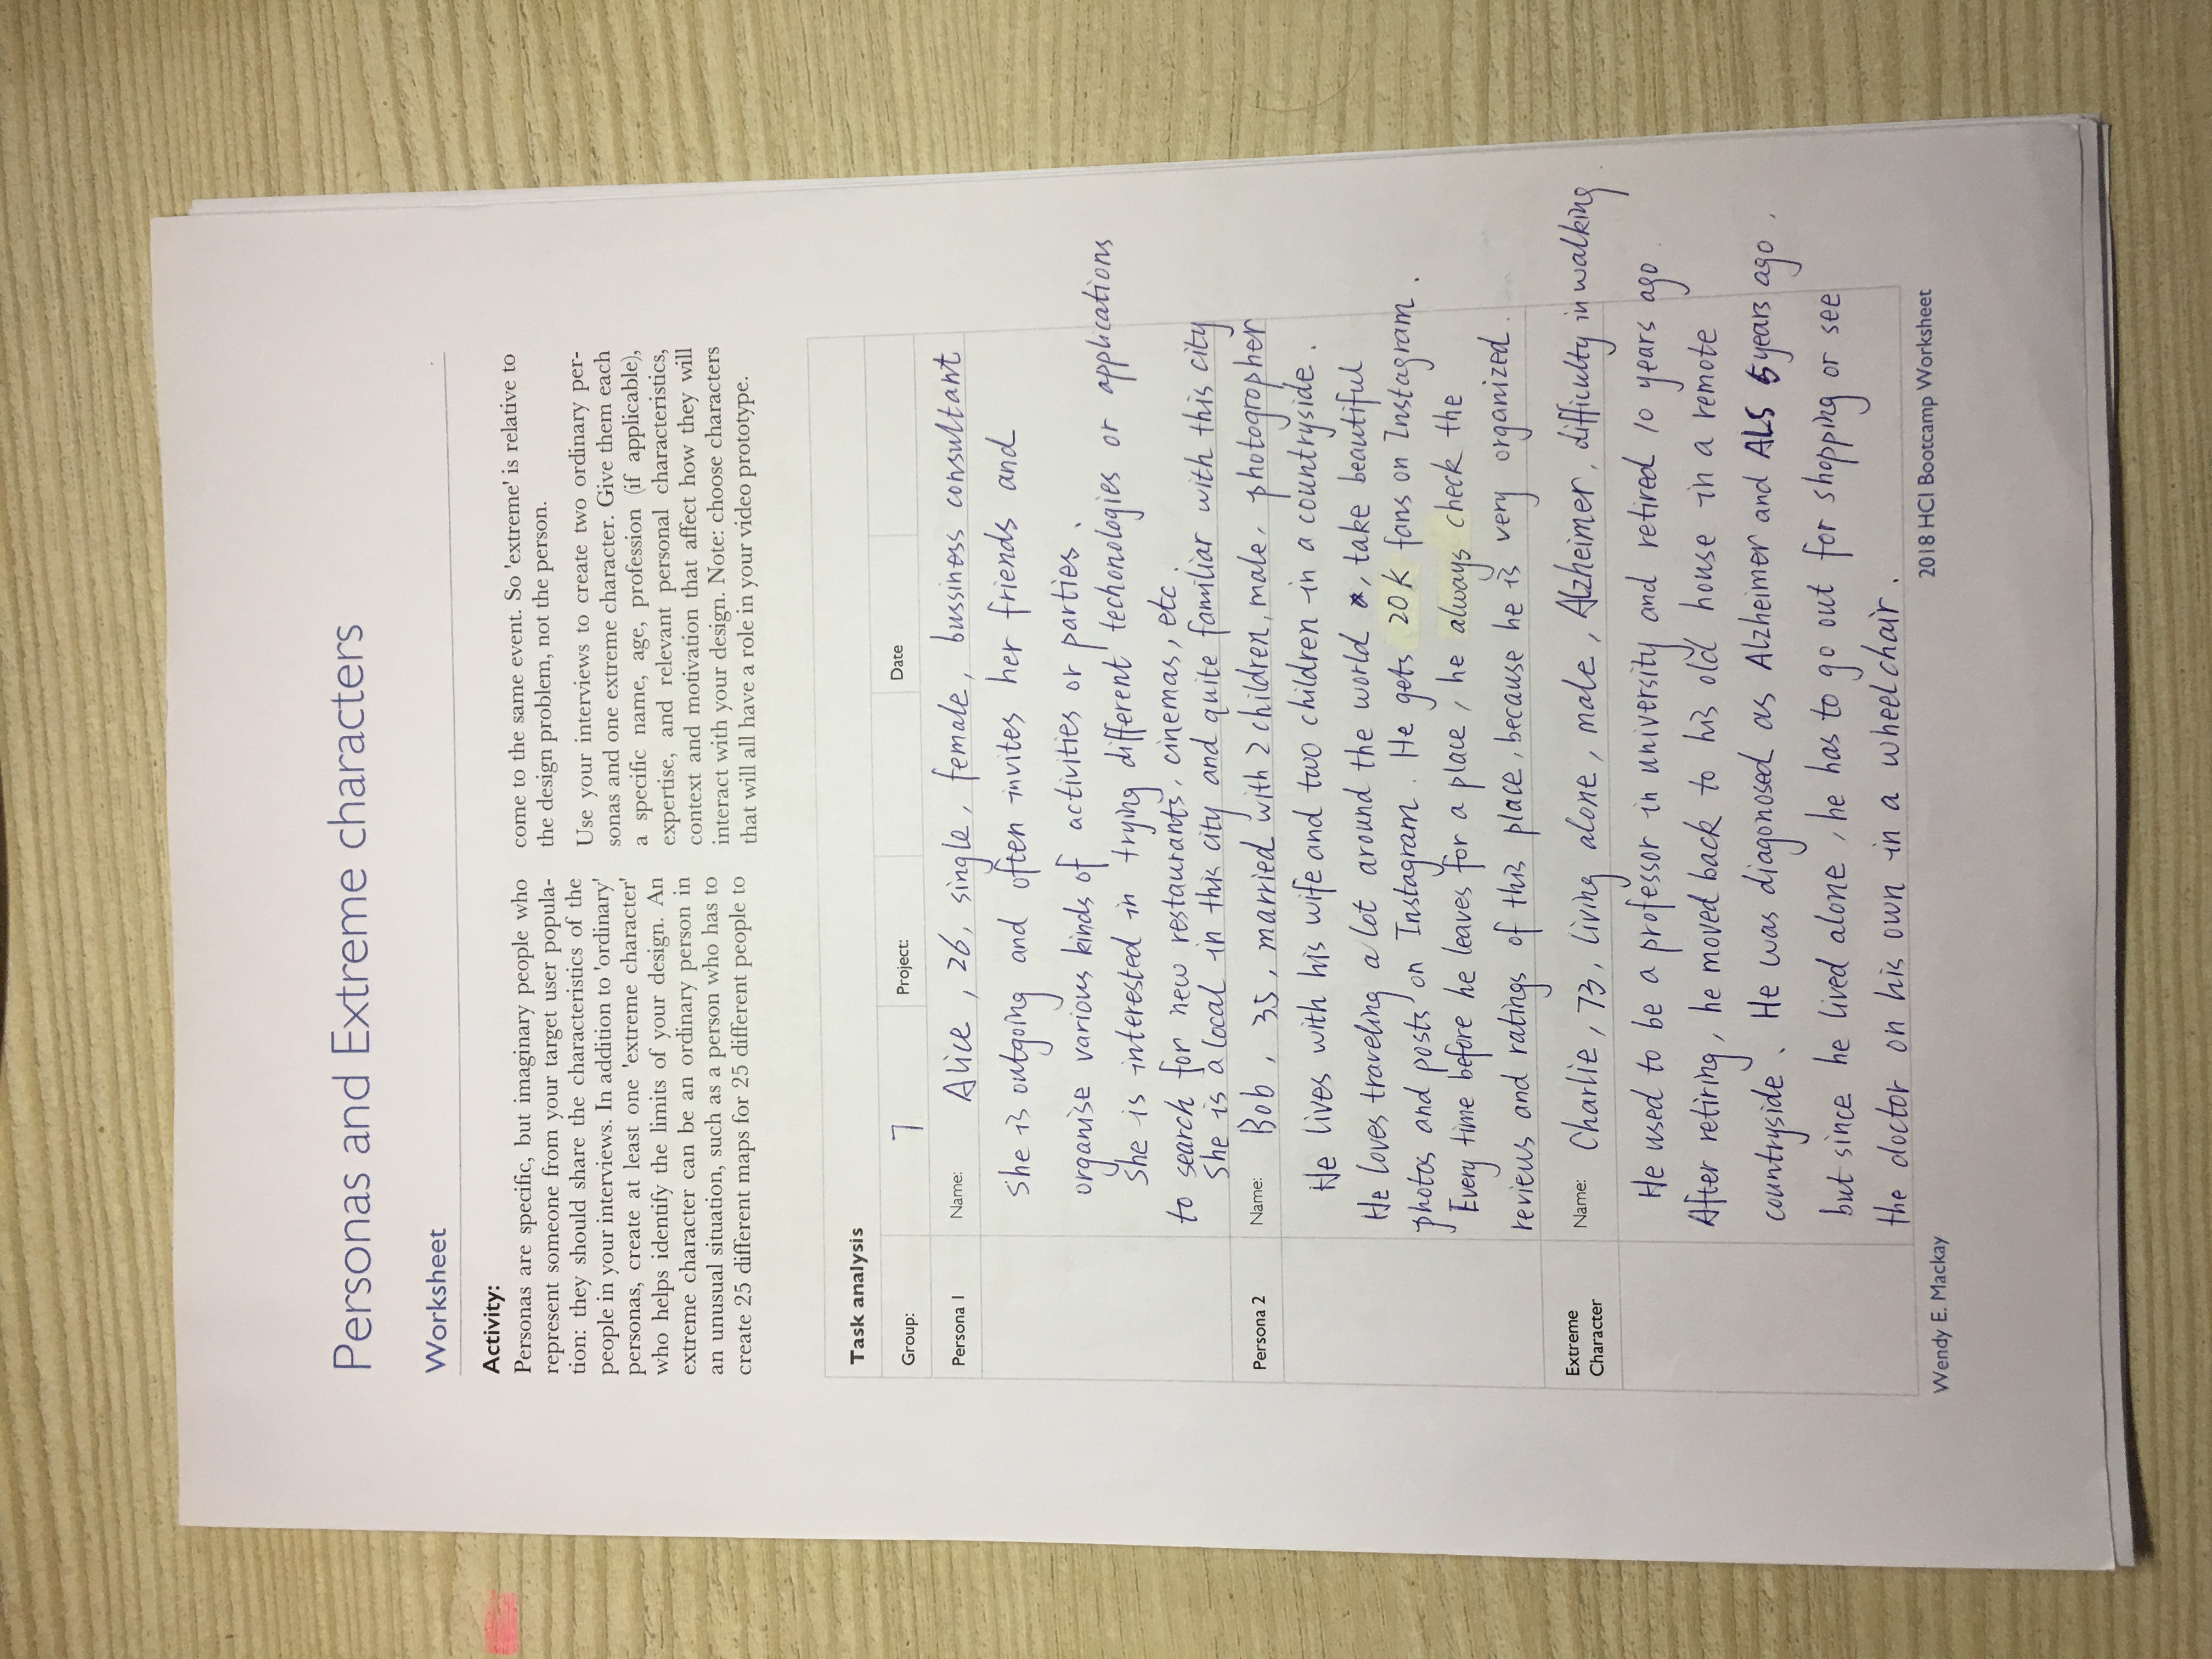 Personas and Extreme characters
Worksheet
Activity:
Personas are specific, but imaginary people who
represent someone from your target user popula-
tion: they should share the characteristics of the
people in your interviews. In addition to 'ordinary'
personas, create at least one 'extreme character'
who helps identify the limits of your design. An
extreme character can be an ordinary person in
an unusual situation, such as a person who has to
create 25 different maps for 25 different people to
come to the same event. So 'extreme' is relative to
the design problem, not the person.
Use your interviews to create two ordinary per-
sonas and one extreme character. Give them each
a specific name, age, profession (if applicable),
expertise, and relevant personal characteristics,
context and motivation that affect how they will
interact with your design. Note: choose characters
that will all have a role in your video prototype.
Task analysis
Group: 7 Project: Date
Persona 1 Name: Alice, 26, single, female, bussiness consultant
She is outgoing and often invites her friends and
organise various kinds of activities or parties.
She is interested in trying different techonologies or applications
to search for new restaurants, cinemas, etc.
She is a local in this city and quite familiar with this city
Persona 2 Name: Bob, 35, married with 2 children, male, photogropher
He lives with his wife and two children in a countryside.
He loves traveling a lot around the world, take beautiful
photos and posts on Instagram. He gets 20K fans on Instagram.
Every time before he leaves for a place, he always check the
reviews and ratings of this place, because he is very organized.
Extreme
Character
Name: Charlie, 73, living alone, male, Alzheimer, difficulty in walking
He used to be a professor in university and retired 10 years ago.
After retiring, he moved back to his old house in a remote
countryside. He was diagonosed as Alzheimer and ALS 5 years ago,
but since he lived alone, he has to go out for shopping or see
the doctor on his own in a wheelchair.
Wendy E. Mackay
2018 HCI Bootcamp Worksheet